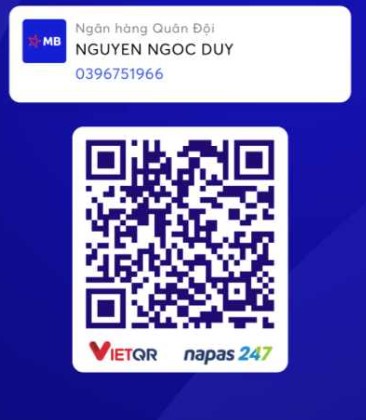 MB
Ngân hàng Quân Đội
NGUYEN NGOC DUY
0396751966
VIETQR napas 247